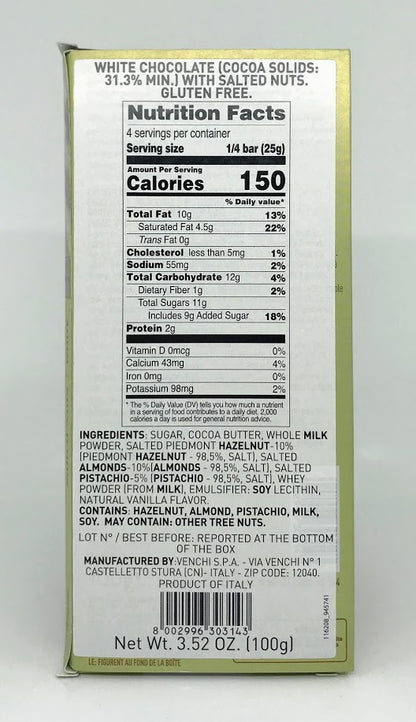 WHITE CHOCOLATE (COCOA SOLIDS:
31.3% MIN.) WITH SALTED NUTS.
GLUTEN FREE.
Nutrition Facts
4 servings per container
Serving size 1/4 bar (25g)
Amount Per Serving
Calories 150
% Daily value*
Total Fat 10g 13%
Saturated Fat 4.5g 22%
Trans Fat 0g
Cholesterol less than 5mg 1%
Sodium 55mg 2%
Total Carbohydrate 12g 4%
Dietary Fiber 1g 2%
Total Sugars 11g
Includes 9g Added Sugar 18%
Protein 2g
Vitamin D 0mcg 0%
Calcium 43mg 4%
Iron 0mg 0%
Potassium 98mg 2%
* The % Daily Value (DV) tells you how much a nutrient
in a serving of food contributes to a daily diet. 2,000
calories a day is used for general nutrition advice.
INGREDIENTS: SUGAR, COCOA BUTTER, WHOLE MILK
POWDER, SALTED PIEDMONT HAZELNUT-10%
(PIEDMONT HAZELNUT - 98,5%, SALT), SALTED
ALMONDS-10%(ALMONDS - 98,5%, SALT), SALTED
PISTACHIO-5% (PISTACHIO - 98,5%, SALT), WHEY
POWDER (FROM MILK), EMULSIFIER: SOY LECITHIN,
NATURAL VANILLA FLAVOR.
CONTAINS: HAZELNUT, ALMOND, PISTACHIO, MILK,
SOY. MAY CONTAIN: OTHER TREE NUTS.
LOT N° / BEST BEFORE: REPORTED AT THE BOTTOM
OF THE BOX
MANUFACTURED BY:VENCHI S.P.A. - VIA VENCHI N° 1
CASTELLETTO STURA (CN)- ITALY - ZIP CODE: 12040.
PRODUCT OF ITALY
8 002996 303143
116208_945741
Net Wt. 3.52 OZ. (100g)
LE: FIGURENT AU FOND DE LA BOÎTE